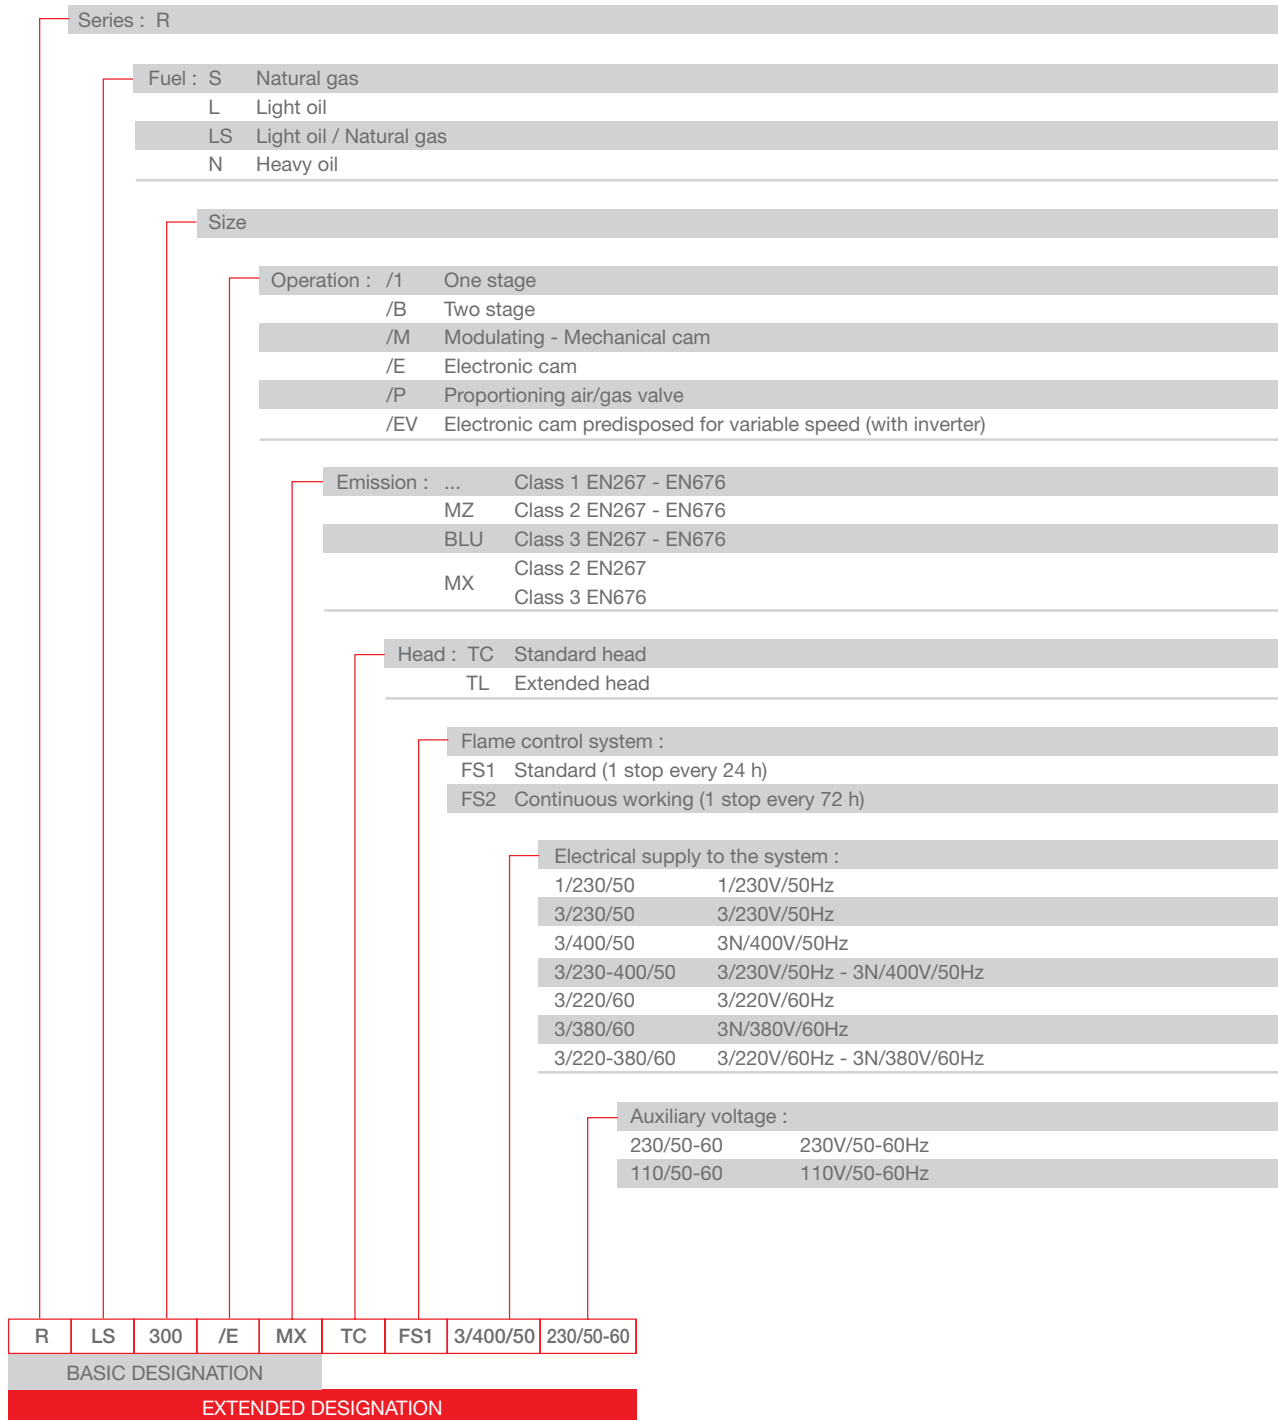 Series : R
Fuel : S Natural gas
L Light oil
LS Light oil / Natural gas
N Heavy oil
Size
Operation : /1 One stage
/B Two stage
/M Modulating - Mechanical cam
/E Electronic cam
/P Proportioning air/gas valve
/EV Electronic cam predisposed for variable speed (with inverter)
Emission : ... Class 1 EN267 - EN676
MZ Class 2 EN267 - EN676
BLU Class 3 EN267 - EN676
MX Class 2 EN267
Class 3 EN676
Head : TC Standard head
TL Extended head
Flame control system :
FS1 Standard (1 stop every 24 h)
FS2 Continuous working (1 stop every 72 h)
Electrical supply to the system :
1/230/50 1/230V/50Hz
3/230/50 3/230V/50Hz
3/400/50 3N/400V/50Hz
3/230-400/50 3/230V/50Hz - 3N/400V/50Hz
3/220/60 3/220V/60Hz
3/380/60 3N/380V/60Hz
3/220-380/60 3/220V/60Hz - 3N/380V/60Hz
Auxiliary voltage :
230/50-60 230V/50-60Hz
110/50-60 110V/50-60Hz
R LS 300 /E MX TC FS1 3/400/50 230/50-60
BASIC DESIGNATION
EXTENDED DESIGNATION